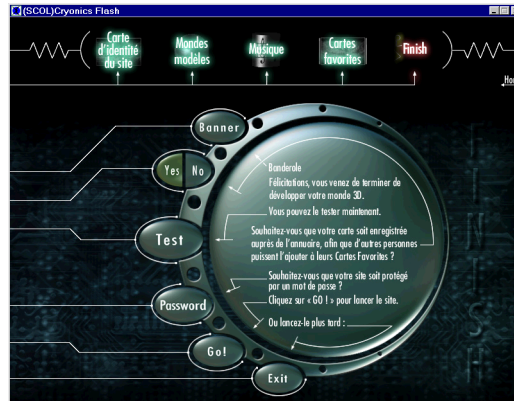 (SCOL)Cryonics Flash
Carte
d'identité
du site
Mondes
modèles
Musique
Cartes
favorites
Finish
Banner
Yes
No
Test
Password
Go!
Exit
Banderole
Félicitations, vous venez de terminer de
développer votre monde 3D.
Vous pouvez le tester maintenant.
Souhaitez-vous que votre carte soit enregistrée
auprès de l'annuaire, afin que d'autres personnes
puissent l'ajouter à leurs Cartes Favorites ?
Souhaitez-vous que votre site soit protégé
par un mot de passe ?
Cliquez sur « GO ! » pour lancer le site.
Ou lancez-le plus tard :
FINISH